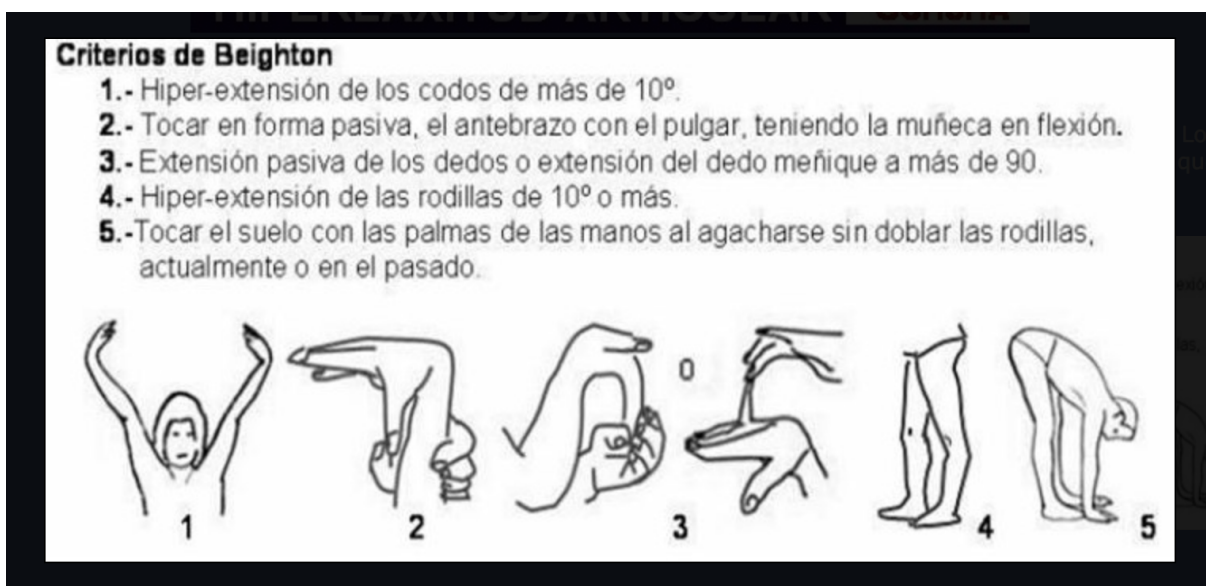 HIPERLAXITUD ARTICULAR
Criterios de Beighton
1.- Hiper-extensión de los codos de más de 10º.
2.- Tocar en forma pasiva, el antebrazo con el pulgar, teniendo la muñeca en flexión.
3.- Extensión pasiva de los dedos o extensión del dedo meñique a más de 90.
4.- Hiper-extensión de las rodillas de 10º o más.
5.-Tocar el suelo con las palmas de las manos al agacharse sin doblar las rodillas,
actualmente o en el pasado.
o
1 2 3 4 5